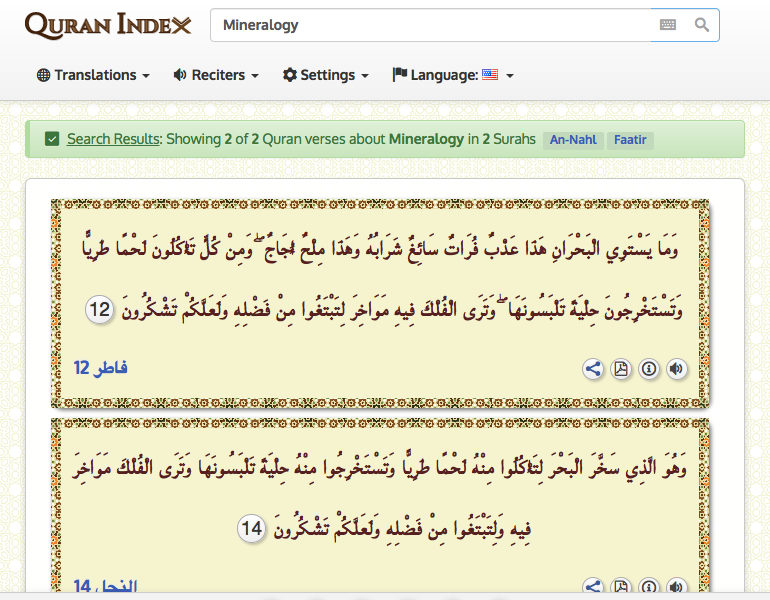 QURAN INDEX
Mineralogy
Translations Reciters Settings Language:
Search Results: Showing 2 of 2 Quran verses about Mineralogy in 2 Surahs An-Nahl Faatir
وَمَا يَسْتَوِي الْبَحْرَانِ هَذَا عَذْبٌ فُرَاتٌ سَائِغٌ شَرَابُهُ وَهَذَا مِلْحٌ أُجَاجٌ ۖ وَمِنْ كُلٍّ تَأْكُلُونَ لَحْمًا طَرِيًّا
وَتَسْتَخْرِجُونَ حِلْيَةً تَلْبَسُونَهَا ۖ وَتَرَى الْفُلْكَ فِيهِ مَوَاخِرَ لِتَبْتَغُوا مِنْ فَضْلِهِ وَلَعَلَّكُمْ تَشْكُرُونَ 12
فاطر 12
وَهُوَ الَّذِي سَخَّرَ الْبَحْرَ لِتَأْكُلُوا مِنْهُ لَحْمًا طَرِيًّا وَتَسْتَخْرِجُوا مِنْهُ حِلْيَةً تَلْبَسُونَهَا وَتَرَى الْفُلْكَ مَوَاخِرَ
فِيهِ وَلِتَبْتَغُوا مِنْ فَضْلِهِ وَلَعَلَّكُمْ تَشْكُرُونَ 14
النحل 14